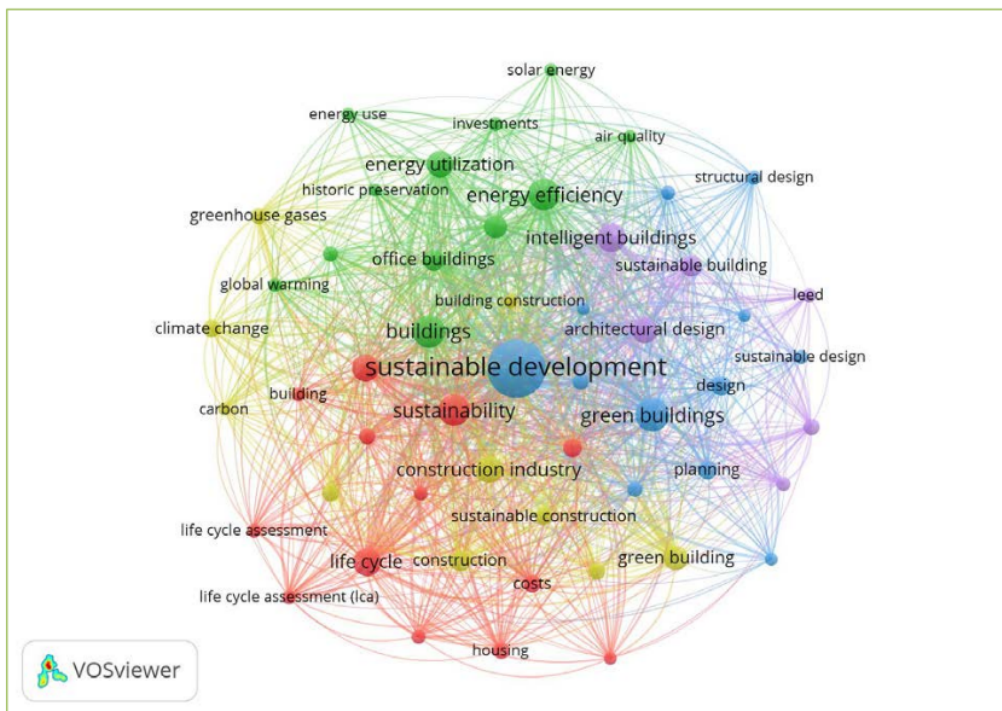 solar energy
energy use
investments
air quality
energy utilization
structural design
historic preservation
energy efficiency
greenhouse gases
intelligent buildings
office buildings
sustainable building
global warming
building construction
leed
climate change
buildings
architectural design
sustainable development
sustainable design
building
design
carbon
sustainability
green buildings
construction industry
planning
sustainable construction
life cycle assessment
life cycle
construction
green building
costs
life cycle assessment (lca)
housing
VOSviewer